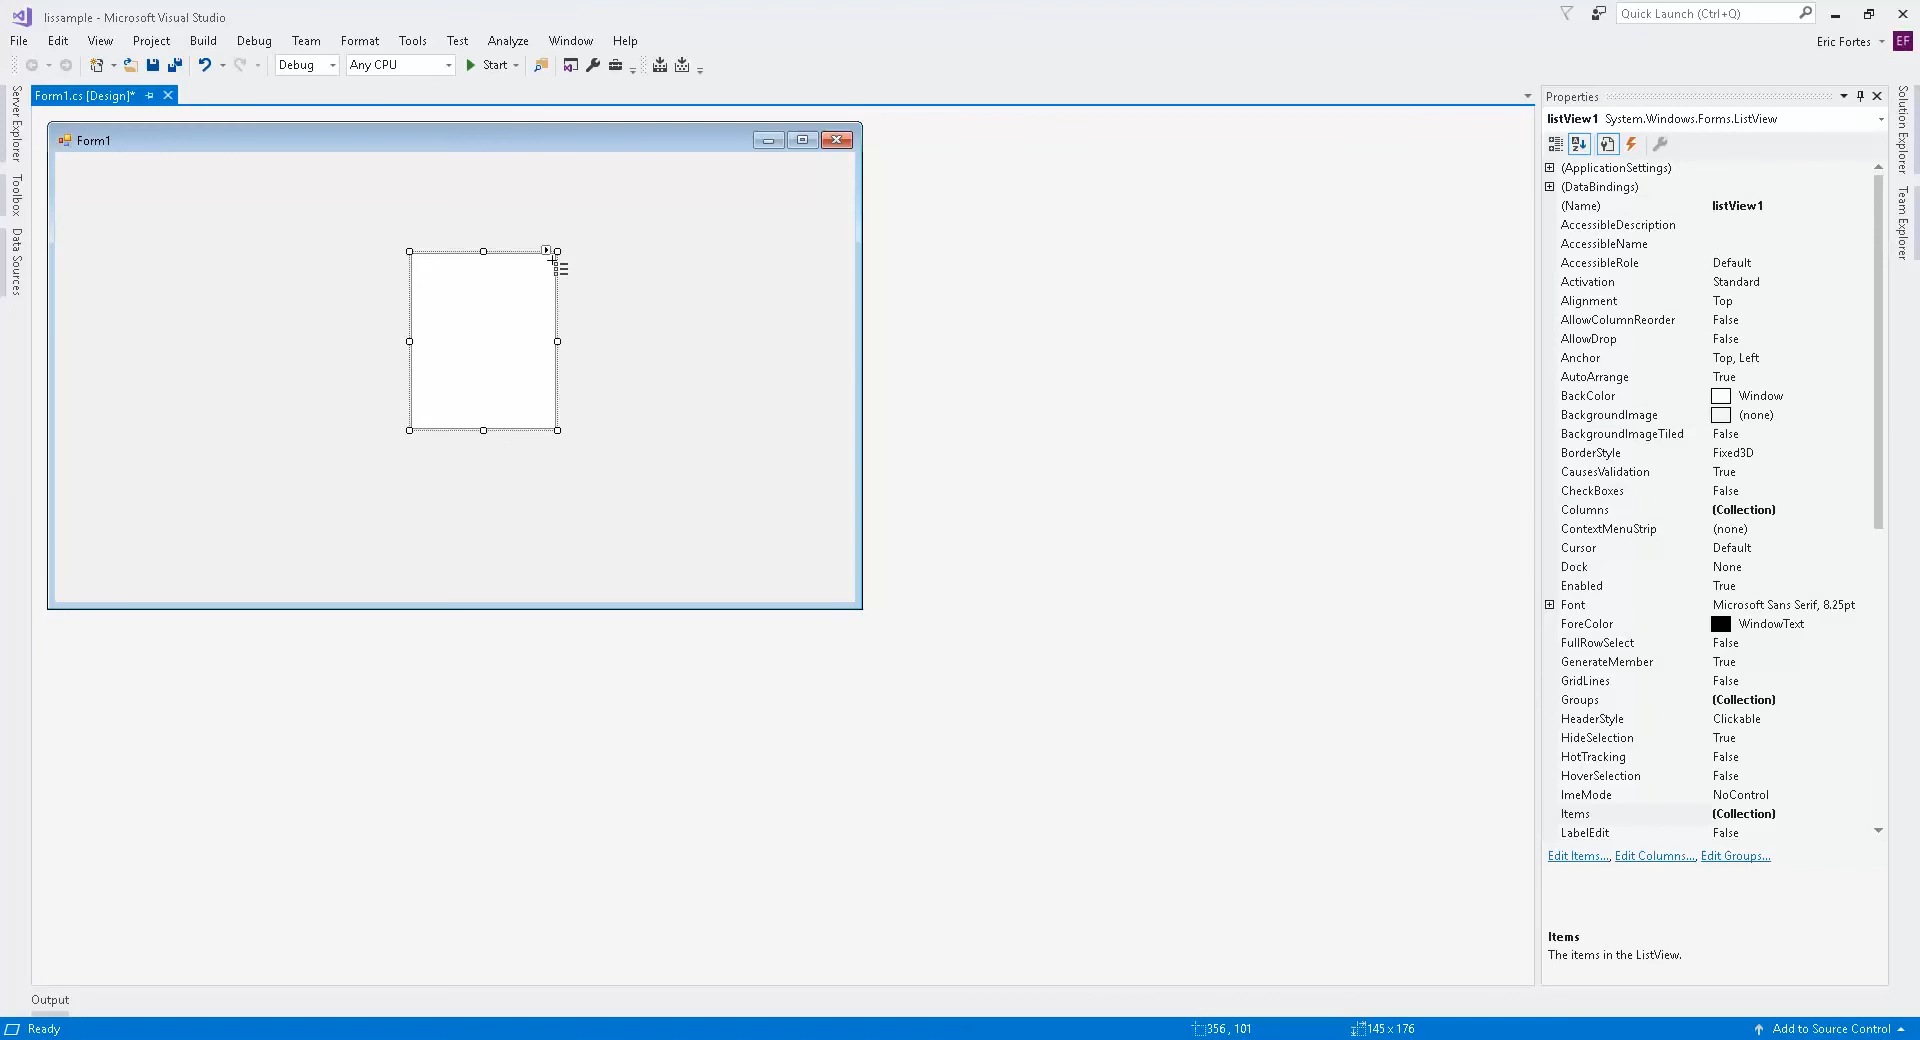 lissample - Microsoft Visual Studio
Quick Launch (Ctrl+Q)
File Edit View Project Build Debug Team Format Tools Test Analyze Window Help
Eric Fortes EF
Debug Any CPU Start
Form1.cs [Design]*
Server Explorer
Toolbox
Data Sources
Form1
Properties
listView1 System.Windows.Forms.ListView
(ApplicationSettings)
(DataBindings)
(Name) listView1
AccessibleDescription
AccessibleName
AccessibleRole Default
Activation Standard
Alignment Top
AllowColumnReorder False
AllowDrop False
Anchor Top, Left
AutoArrange True
BackColor Window
BackgroundImage (none)
BackgroundImageTiled False
BorderStyle Fixed3D
CausesValidation True
CheckBoxes False
Columns (Collection)
ContextMenuStrip (none)
Cursor Default
Dock None
Enabled True
Font Microsoft Sans Serif, 8.25pt
ForeColor WindowText
FullRowSelect False
GenerateMember True
GridLines False
Groups (Collection)
HeaderStyle Clickable
HideSelection True
HotTracking False
HoverSelection False
ImeMode NoControl
Items (Collection)
LabelEdit False
Edit Items..., Edit Columns..., Edit Groups...
Items
The items in the ListView.
Solution Explorer
Team Explorer
Output
Ready
356 , 101
145 x 176
Add to Source Control